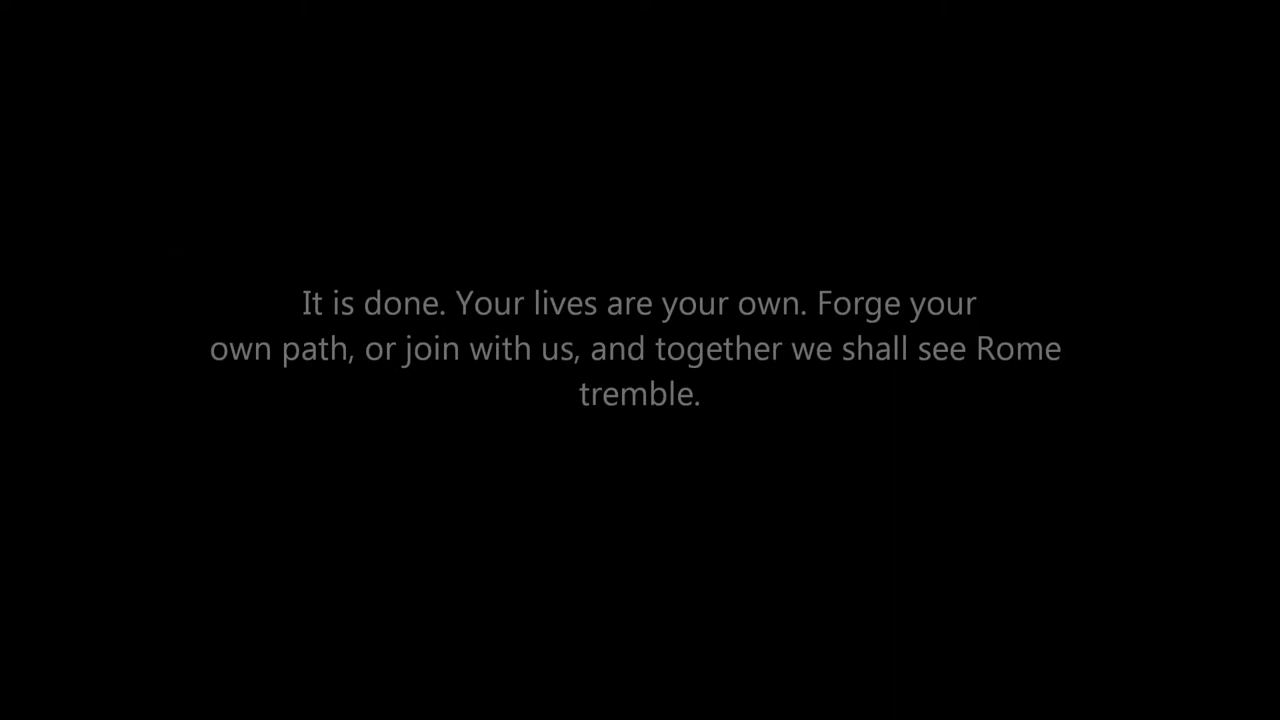 It is done. Your lives are your own. Forge your
own path, or join with us, and together we shall see Rome
tremble.